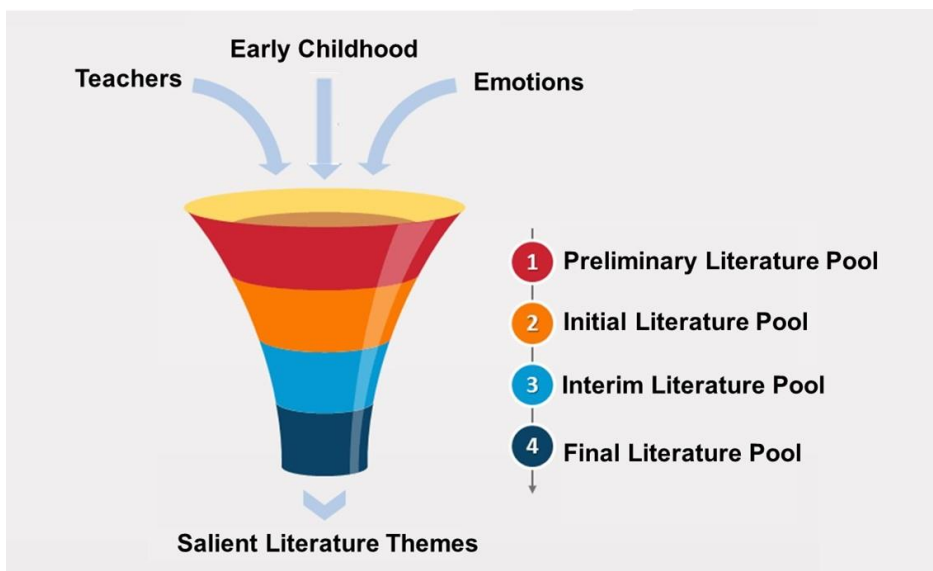 Early Childhood
Teachers
Emotions
1 Preliminary Literature Pool
2 Initial Literature Pool
3 Interim Literature Pool
4 Final Literature Pool
Salient Literature Themes